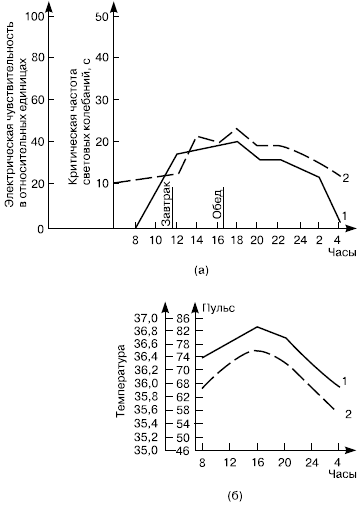 Электрическая чувствительность
в относительных единицах
100
80
60
40
20
0
Критическая частота
световых колебаний, с
50
40
30
20
10
Завтрак
Обед
2
1
8 10 12 14 16 18 20 22 24 2 4
Часы
(а)
Температура
37,0
36,8
36,6
36,4
36,2
36,0
35,8
35,6
35,4
35,2
35,0
Пульс
86
82
78
74
70
66
62
58
54
50
46
1
2
8 12 16 20 24 4
Часы
(б)